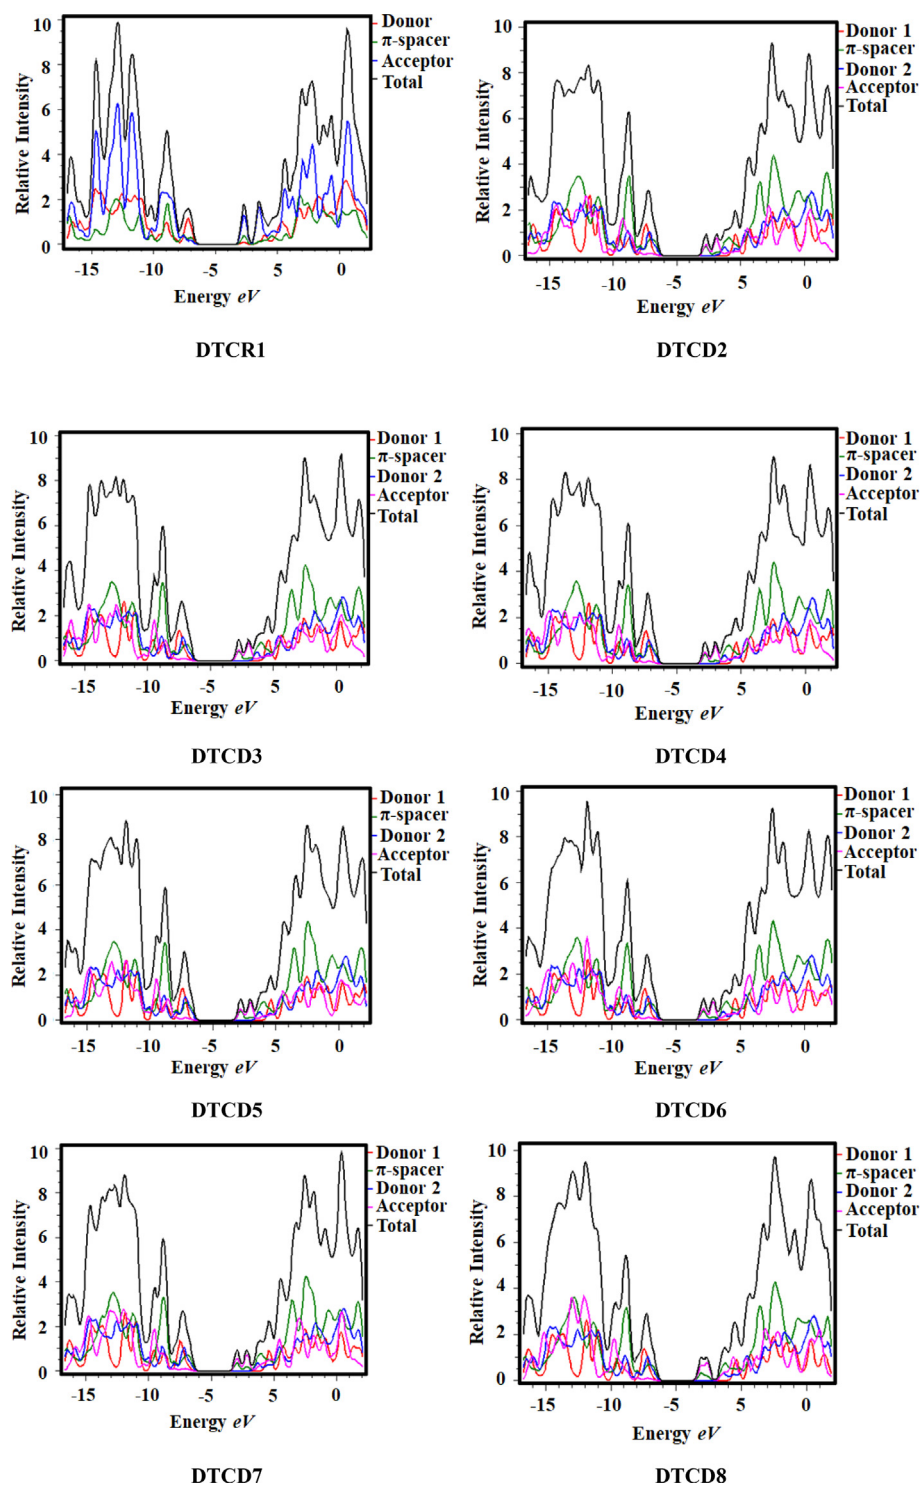 10
8
6
4
2
0
Relative Intensity
-15
-10
-5
5
0
Energy eV
Donor
π-spacer
Acceptor
Total
DTCR1
10
8
6
4
2
0
Relative Intensity
-15
-10
-5
5
0
Energy eV
Donor 1
π-spacer
Donor 2
Acceptor
Total
DTCD2
10
8
6
4
2
0
Relative Intensity
-15
-10
-5
5
0
Energy eV
Donor 1
π-spacer
Donor 2
Acceptor
Total
DTCD3
10
8
6
4
2
0
Relative Intensity
-15
-10
-5
5
0
Energy eV
Donor 1
π-spacer
Donor 2
Acceptor
Total
DTCD4
10
8
6
4
2
0
Relative Intensity
-15
-10
-5
5
0
Energy eV
Donor 1
π-spacer
Donor 2
Acceptor
Total
DTCD5
10
8
6
4
2
0
Relative Intensity
-15
-10
-5
5
0
Energy eV
Donor 1
π-spacer
Donor 2
Acceptor
Total
DTCD6
10
8
6
4
2
0
Relative Intensity
-15
-10
-5
5
0
Energy eV
Donor 1
π-spacer
Donor 2
Acceptor
Total
DTCD7
10
8
6
4
2
0
Relative Intensity
-15
-10
-5
5
0
Energy eV
Donor 1
π-spacer
Donor 2
Acceptor
Total
DTCD8